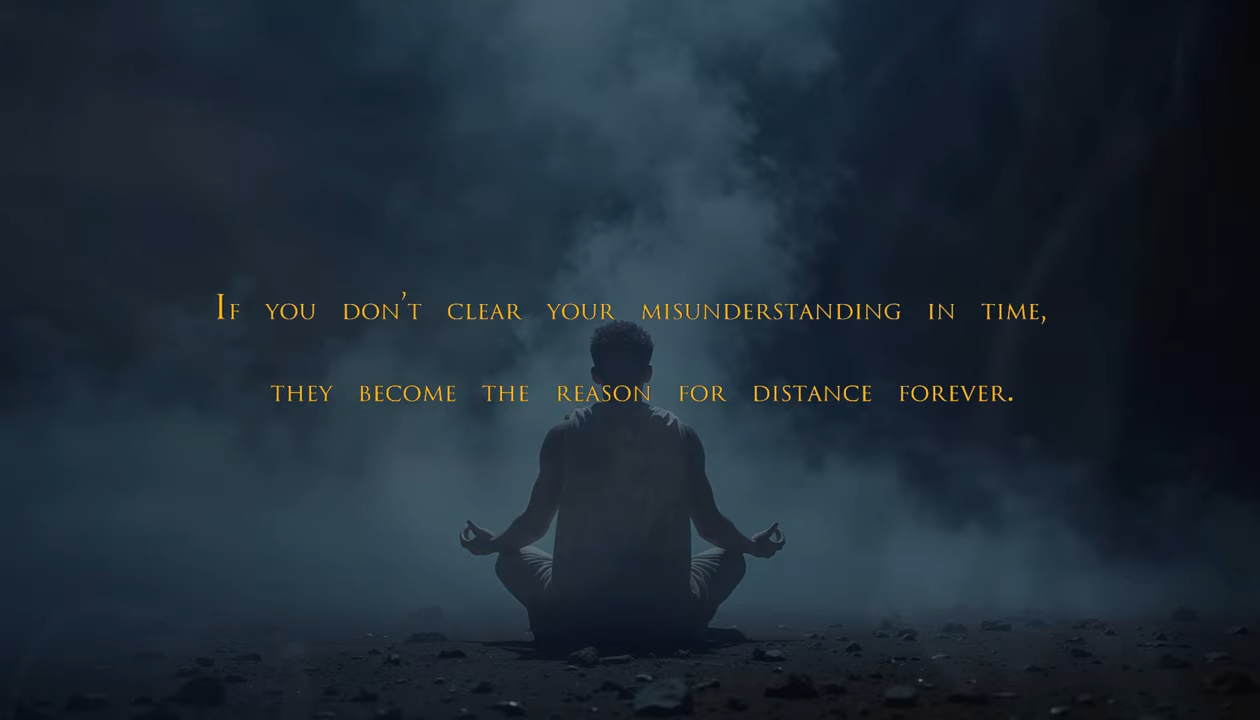 If you don't clear your misunderstanding in time,
they become the reason for distance forever.